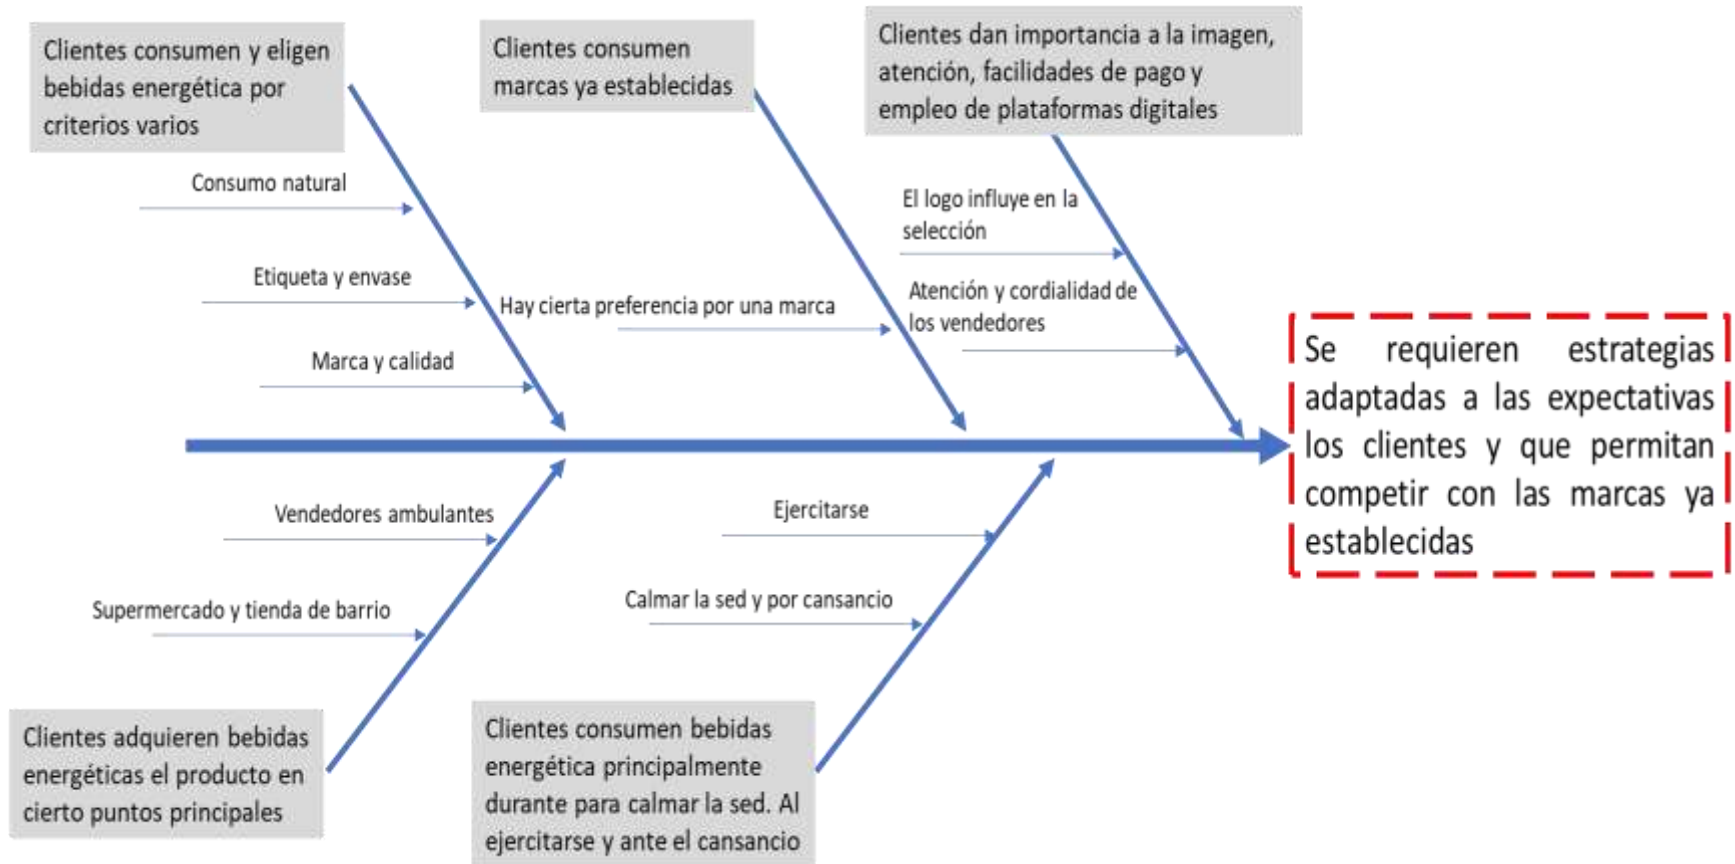 Clientes consumen y eligen
bebidas energética por
criterios varios
Clientes consumen
marcas ya establecidas
Clientes dan importancia a la imagen,
atención, facilidades de pago y
empleo de plataformas digitales
Consumo natural
Etiqueta y envase
Marca y calidad
Hay cierta preferencia por una marca
El logo influye en la
selección
Atención y cordialidad de
los vendedores
Se requieren estrategias
adaptadas a las expectativas
los clientes y que permitan
competir con las marcas ya
establecidas
Vendedores ambulantes
Supermercado y tienda de barrio
Ejercitarse
Calmar la sed y por cansancio
Clientes adquieren bebidas
energéticas el producto en
cierto puntos principales
Clientes consumen bebidas
energética principalmente
durante para calmar la sed. Al
ejercitarse y ante el cansancio